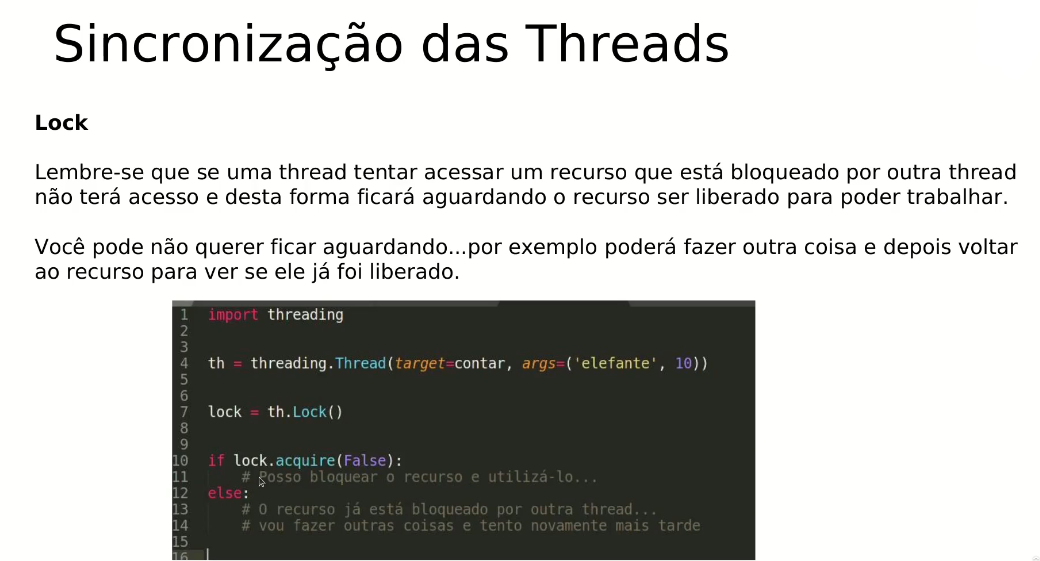 Sincronização das Threads
Lock
Lembre-se que se uma thread tentar acessar um recurso que está bloqueado por outra thread
não terá acesso e desta forma ficará aguardando o recurso ser liberado para poder trabalhar.
Você pode não querer ficar aguardando...por exemplo poderá fazer outra coisa e depois voltar
ao recurso para ver se ele já foi liberado.
1 import threading
2
3
4 th = threading.Thread(target=contar, args=('elefante', 10))
5
6
7 lock = th.Lock()
8
9
10 if lock.acquire(False):
11 # Posso bloquear o recurso e utilizá-lo...
12 else:
13 # O recurso já está bloqueado por outra thread...
14 # vou fazer outras coisas e tento novamente mais tarde
15
16